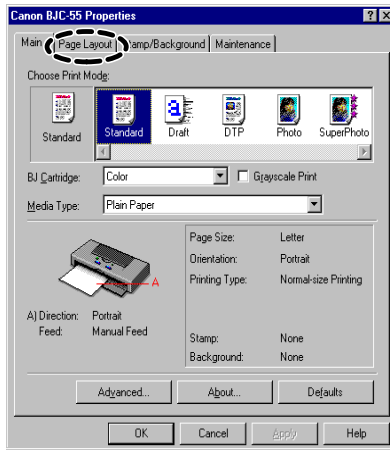 Canon BJC-55 Properties
Main Page Layout Stamp/Background Maintenance
Choose Print Mode:
Standard Standard Draft DTP Photo SuperPhoto
BJ Cartridge: Color Grayscale Print
Media Type: Plain Paper
Page Size: Letter
Orientation: Portrait
Printing Type: Normal-size Printing
A
A) Direction: Portrait
Feed: Manual Feed
Stamp: None
Background: None
Advanced... About... Defaults
OK Cancel Apply Help